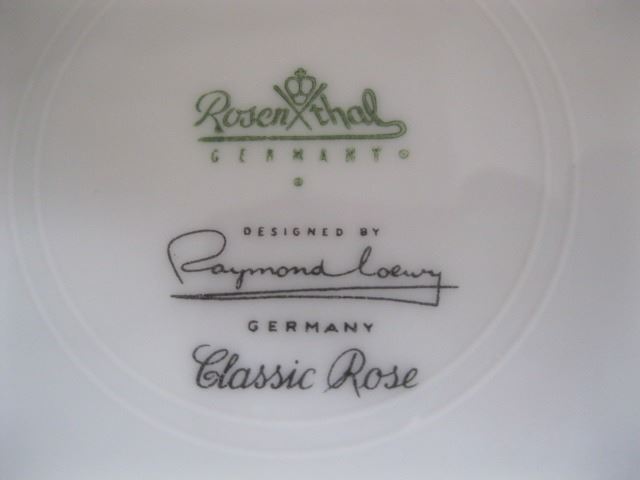 Rosenthal
GERMANY
DESIGNED BY
Raymond Loewy
GERMANY
Classic Rose